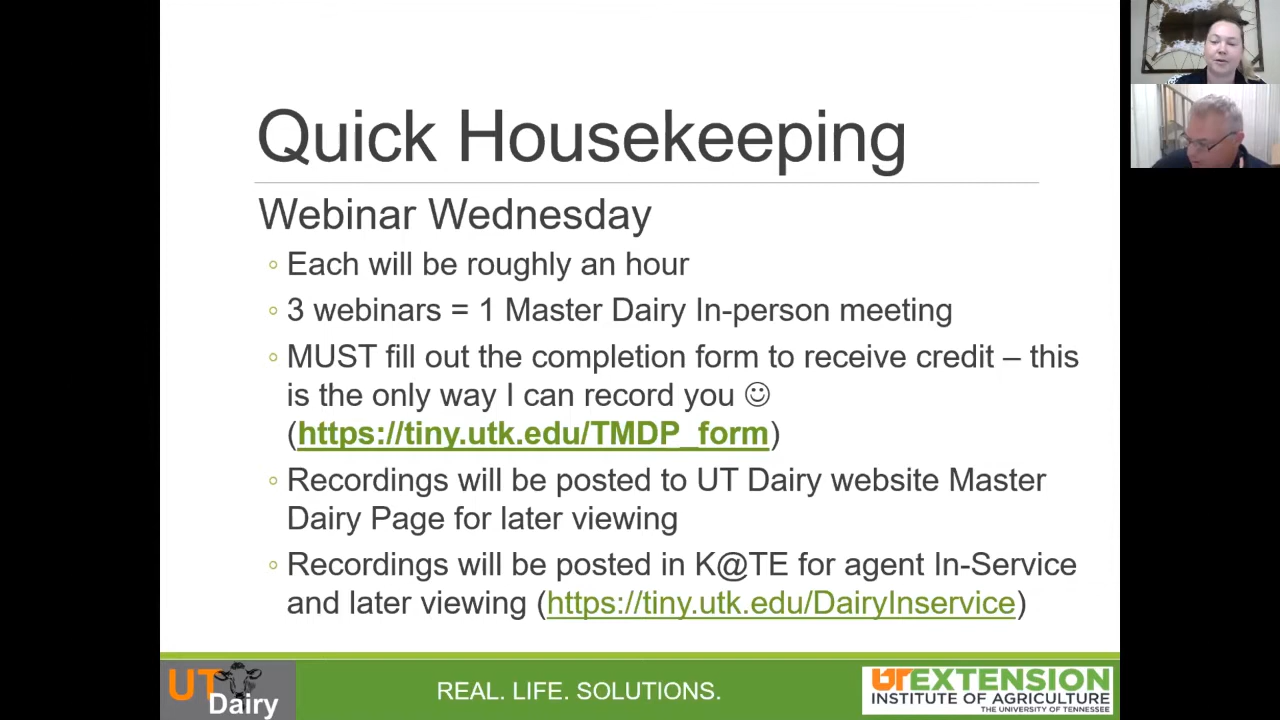 Quick Housekeeping
Webinar Wednesday
◦ Each will be roughly an hour
◦ 3 webinars = 1 Master Dairy In-person meeting
◦ MUST fill out the completion form to receive credit – this
is the only way I can record you ☺
(https://tiny.utk.edu/TMDP_form)
◦ Recordings will be posted to UT Dairy website Master
Dairy Page for later viewing
◦ Recordings will be posted in K@TE for agent In-Service
and later viewing (https://tiny.utk.edu/DairyInservice)
UT
Dairy
REAL. LIFE. SOLUTIONS.
UT EXTENSION
INSTITUTE OF AGRICULTURE
THE UNIVERSITY OF TENNESSEE